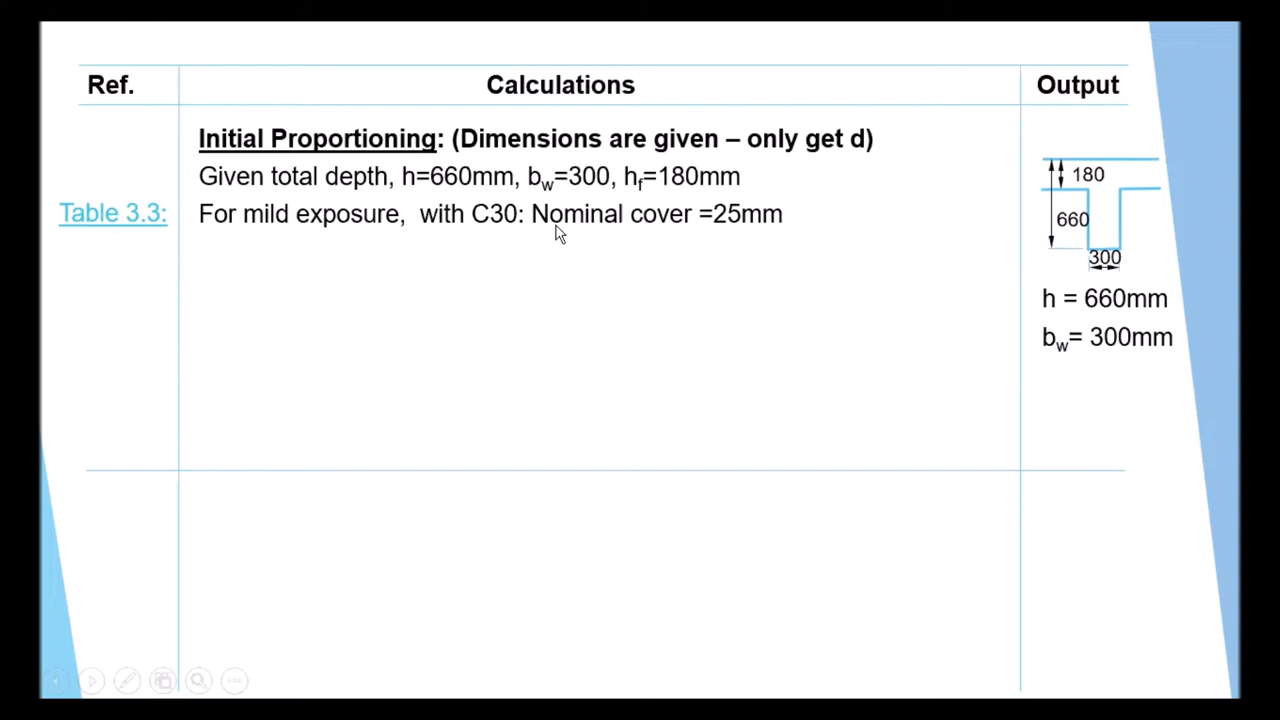 Ref. Calculations Output
Initial Proportioning: (Dimensions are given – only get d)
Given total depth, h=660mm, bw=300, hf=180mm
Table 3.3: For mild exposure, with C30: Nominal cover =25mm
180
660
300
h = 660mm
bw= 300mm